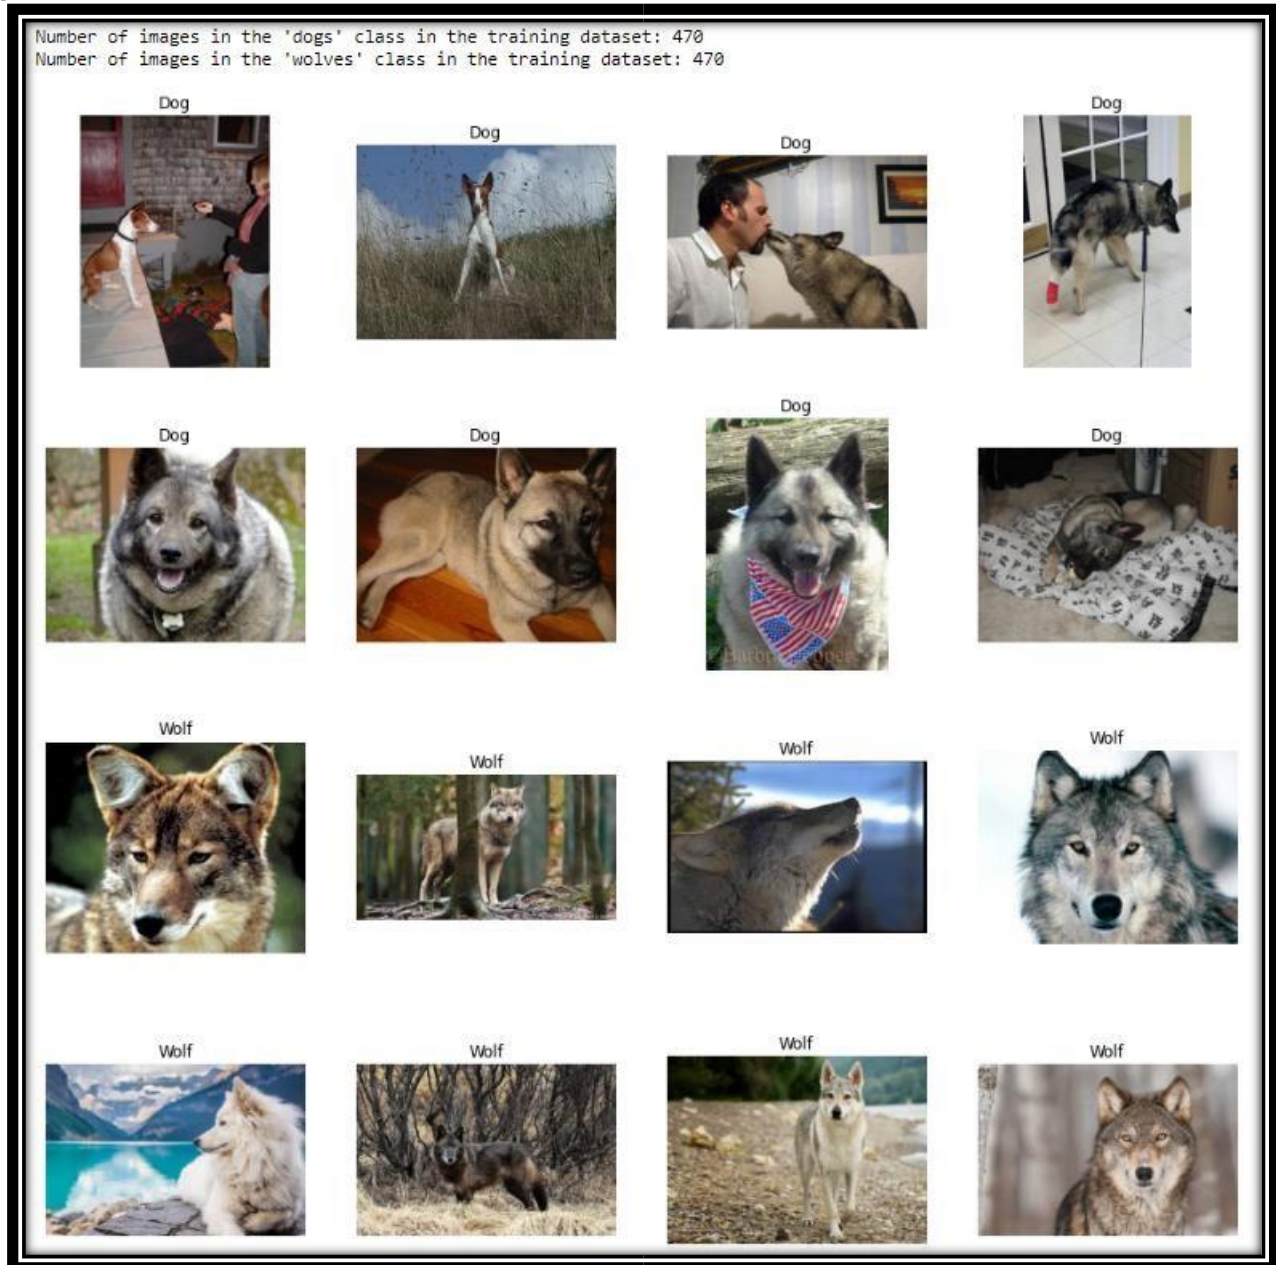 Number of images in the 'dogs' class in the training dataset: 470
Number of images in the 'wolves' class in the training dataset: 470
Dog
Dog
Dog
Dog
Dog
Dog
Dog
Dog
Wolf
Wolf
Wolf
Wolf
Wolf
Wolf
Wolf
Wolf